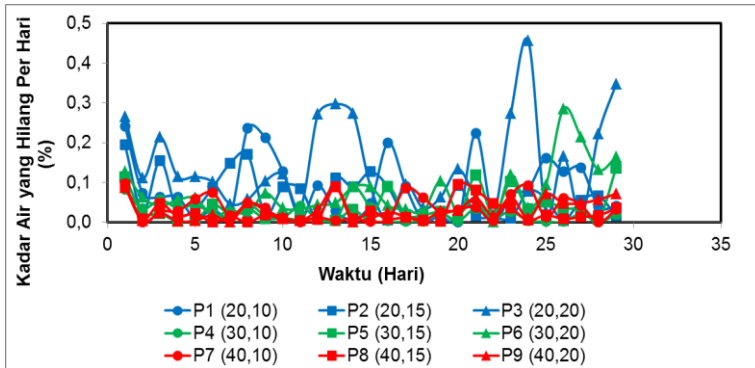 Kadar Air yang Hilang Per Hari
(%)
0,5
0,4
0,3
0,2
0,1
0,0
0 5 10 15 20 25 30 35
Waktu (Hari)
P1 (20,10) P2 (20,15) P3 (20,20)
P4 (30,10) P5 (30,15) P6 (30,20)
P7 (40,10) P8 (40,15) P9 (40,20)